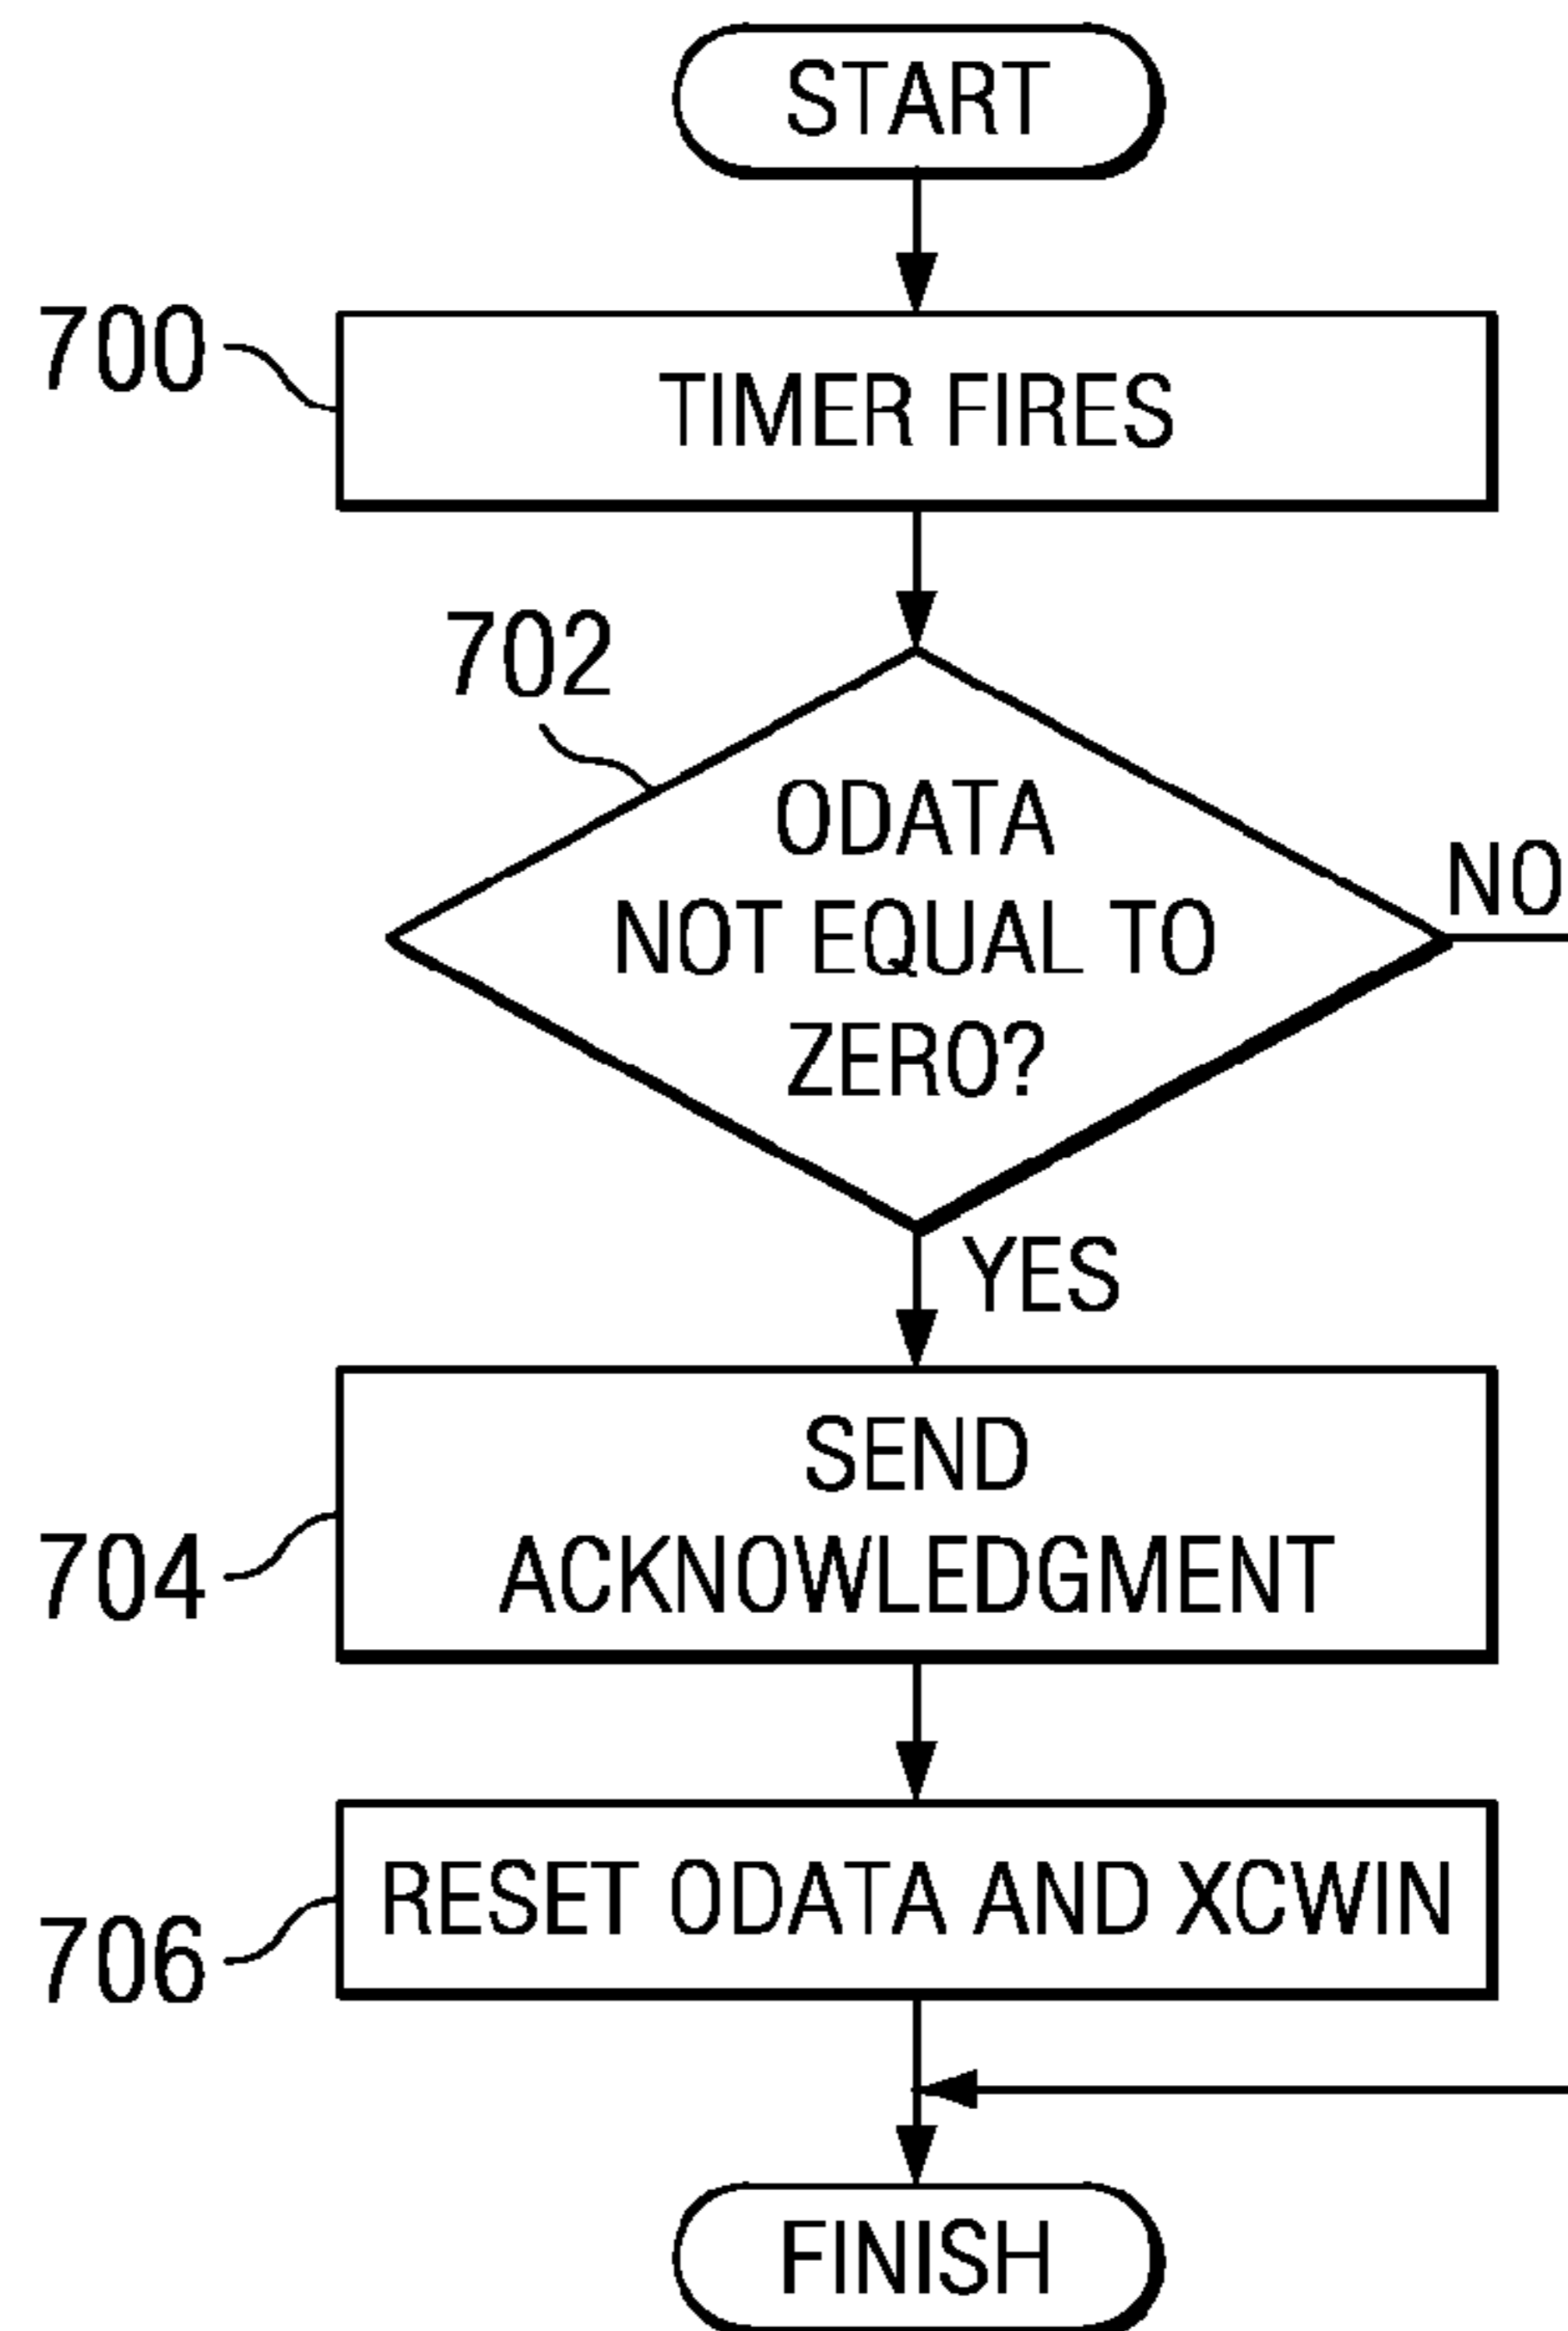 START
700
TIMER FIRES
702
ODATA
NOT EQUAL TO
ZERO?
NO
YES
SEND
ACKNOWLEDGMENT
704
RESET ODATA AND XCWIN
706
FINISH